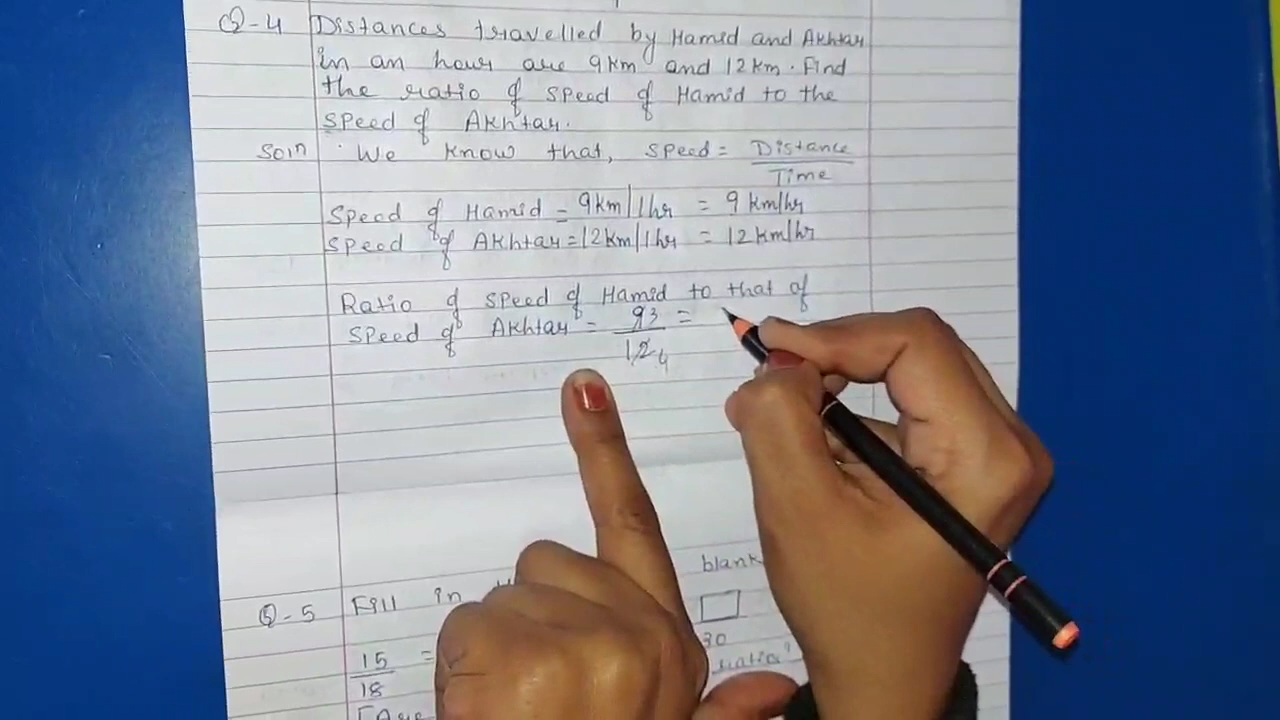 Q-4 Distances travelled by Hamid and Akhtar
in an hour are 9km and 12km. Find
the ratio of speed of Hamid to the
speed of Akhtar.
Soln We know that, speed = Distance
Time
Speed of Hamid = 9km/1hr = 9 km/hr
Speed of Akhtar = 12km/1hr = 12 km/hr
Ratio of speed of Hamid to that of
speed of Akhtar = 9 3 =
12 4
blank
Q-5 Fill in
15 =
18
30
ratio?